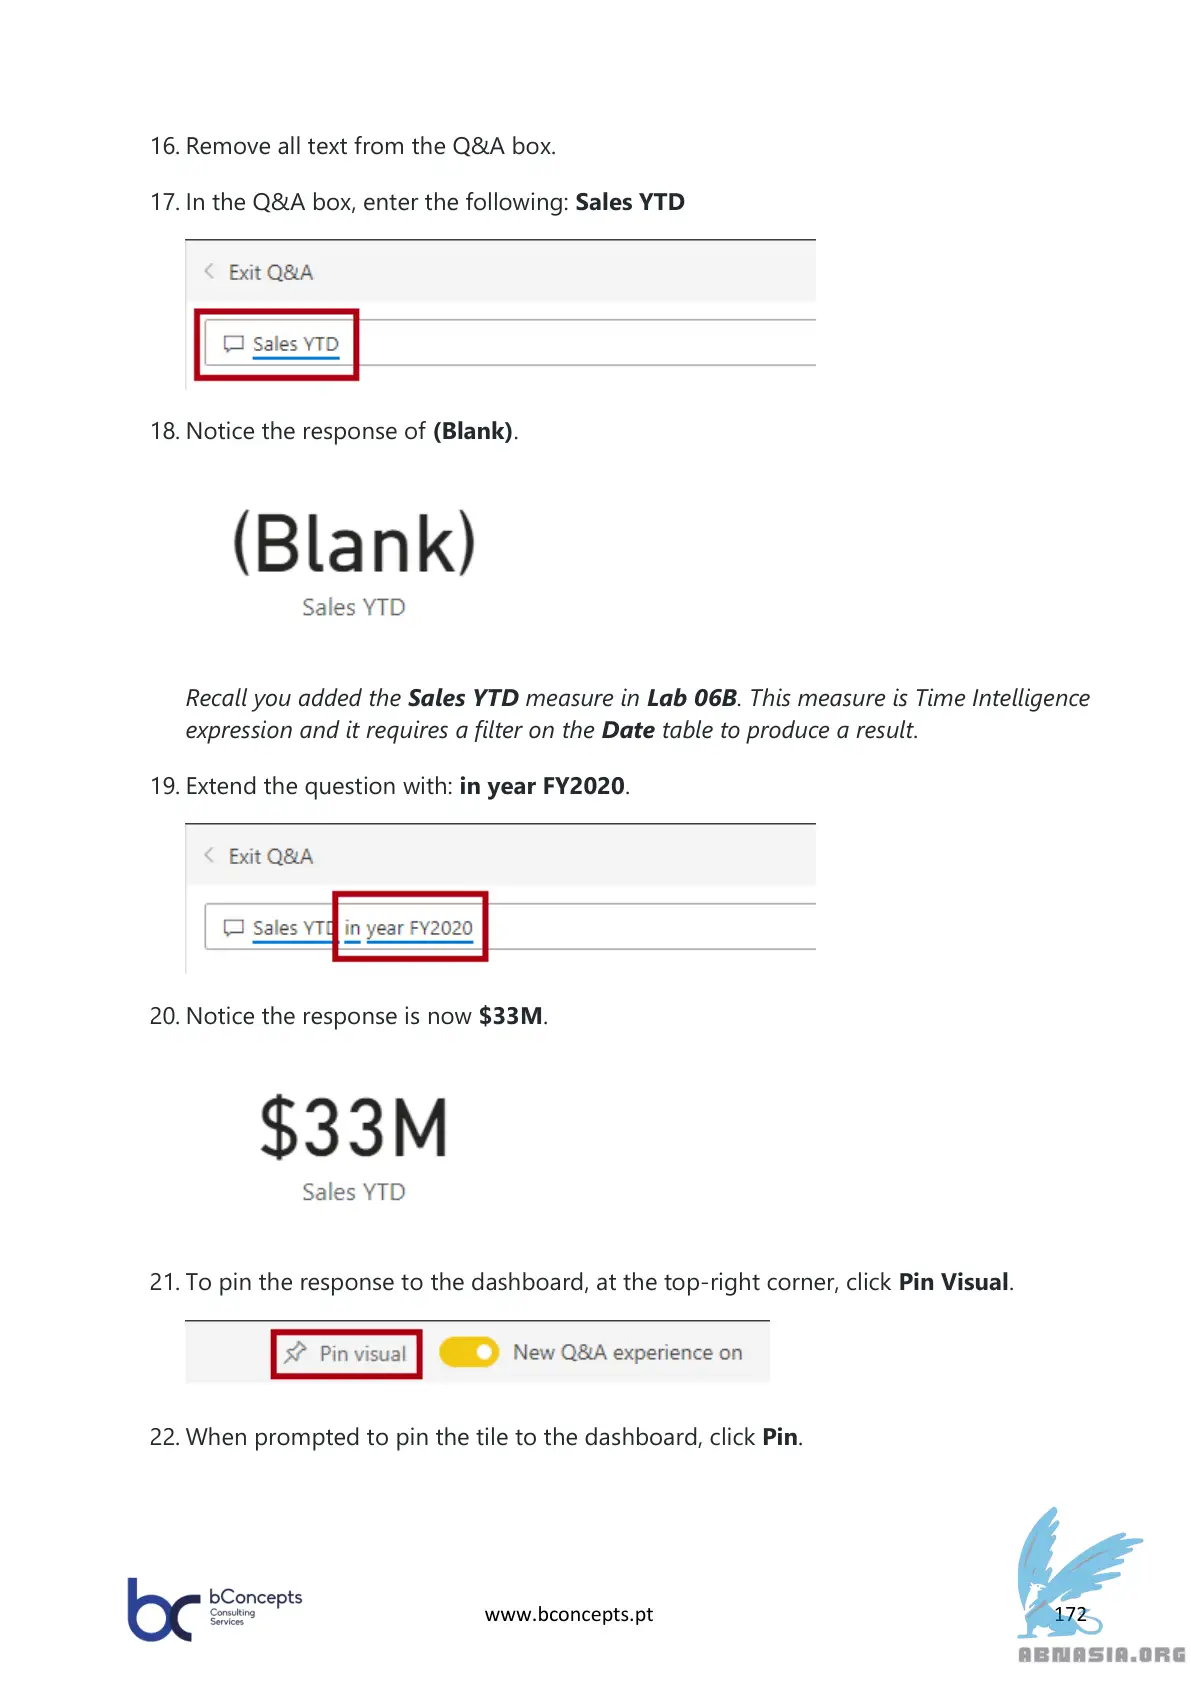 16. Remove all text from the Q&A box.
17. In the Q&A box, enter the following: Sales YTD
Exit Q&A
Sales YTD
18. Notice the response of (Blank).
(Blank)
Sales YTD
Recall you added the Sales YTD measure in Lab 06B. This measure is Time Intelligence
expression and it requires a filter on the Date table to produce a result.
19. Extend the question with: in year FY2020.
Exit Q&A
Sales YTD in year FY2020
20. Notice the response is now $33M.
$33M
Sales YTD
21. To pin the response to the dashboard, at the top-right corner, click Pin Visual.
Pin visual New Q&A experience on
22. When prompted to pin the tile to the dashboard, click Pin.
bc bConcepts
Consulting
Services
www.bconcepts.pt
172
ABNASIA.ORG